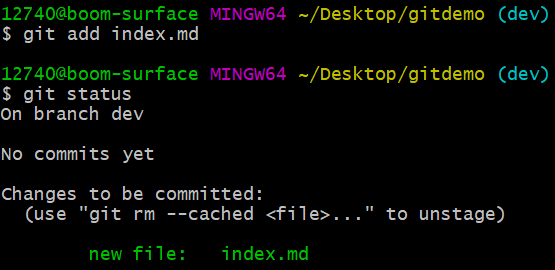 12740@boom-surface MINGW64 ~/Desktop/gitdemo (dev)
$ git add index.md
12740@boom-surface MINGW64 ~/Desktop/gitdemo (dev)
$ git status
On branch dev
No commits yet
Changes to be committed:
(use "git rm --cached <file>..." to unstage)
new file: index.md